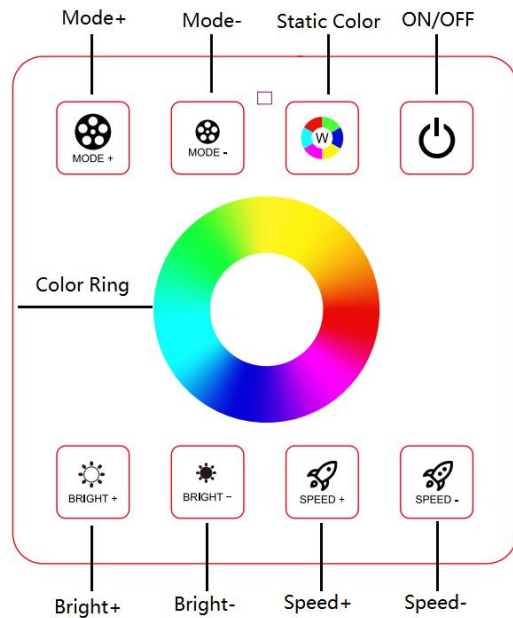 Mode+ Mode- Static Color ON/OFF
MODE + MODE -
W
Color Ring
BRIGHT + BRIGHT – SPEED + SPEED -
Bright+ Bright- Speed+ Speed-